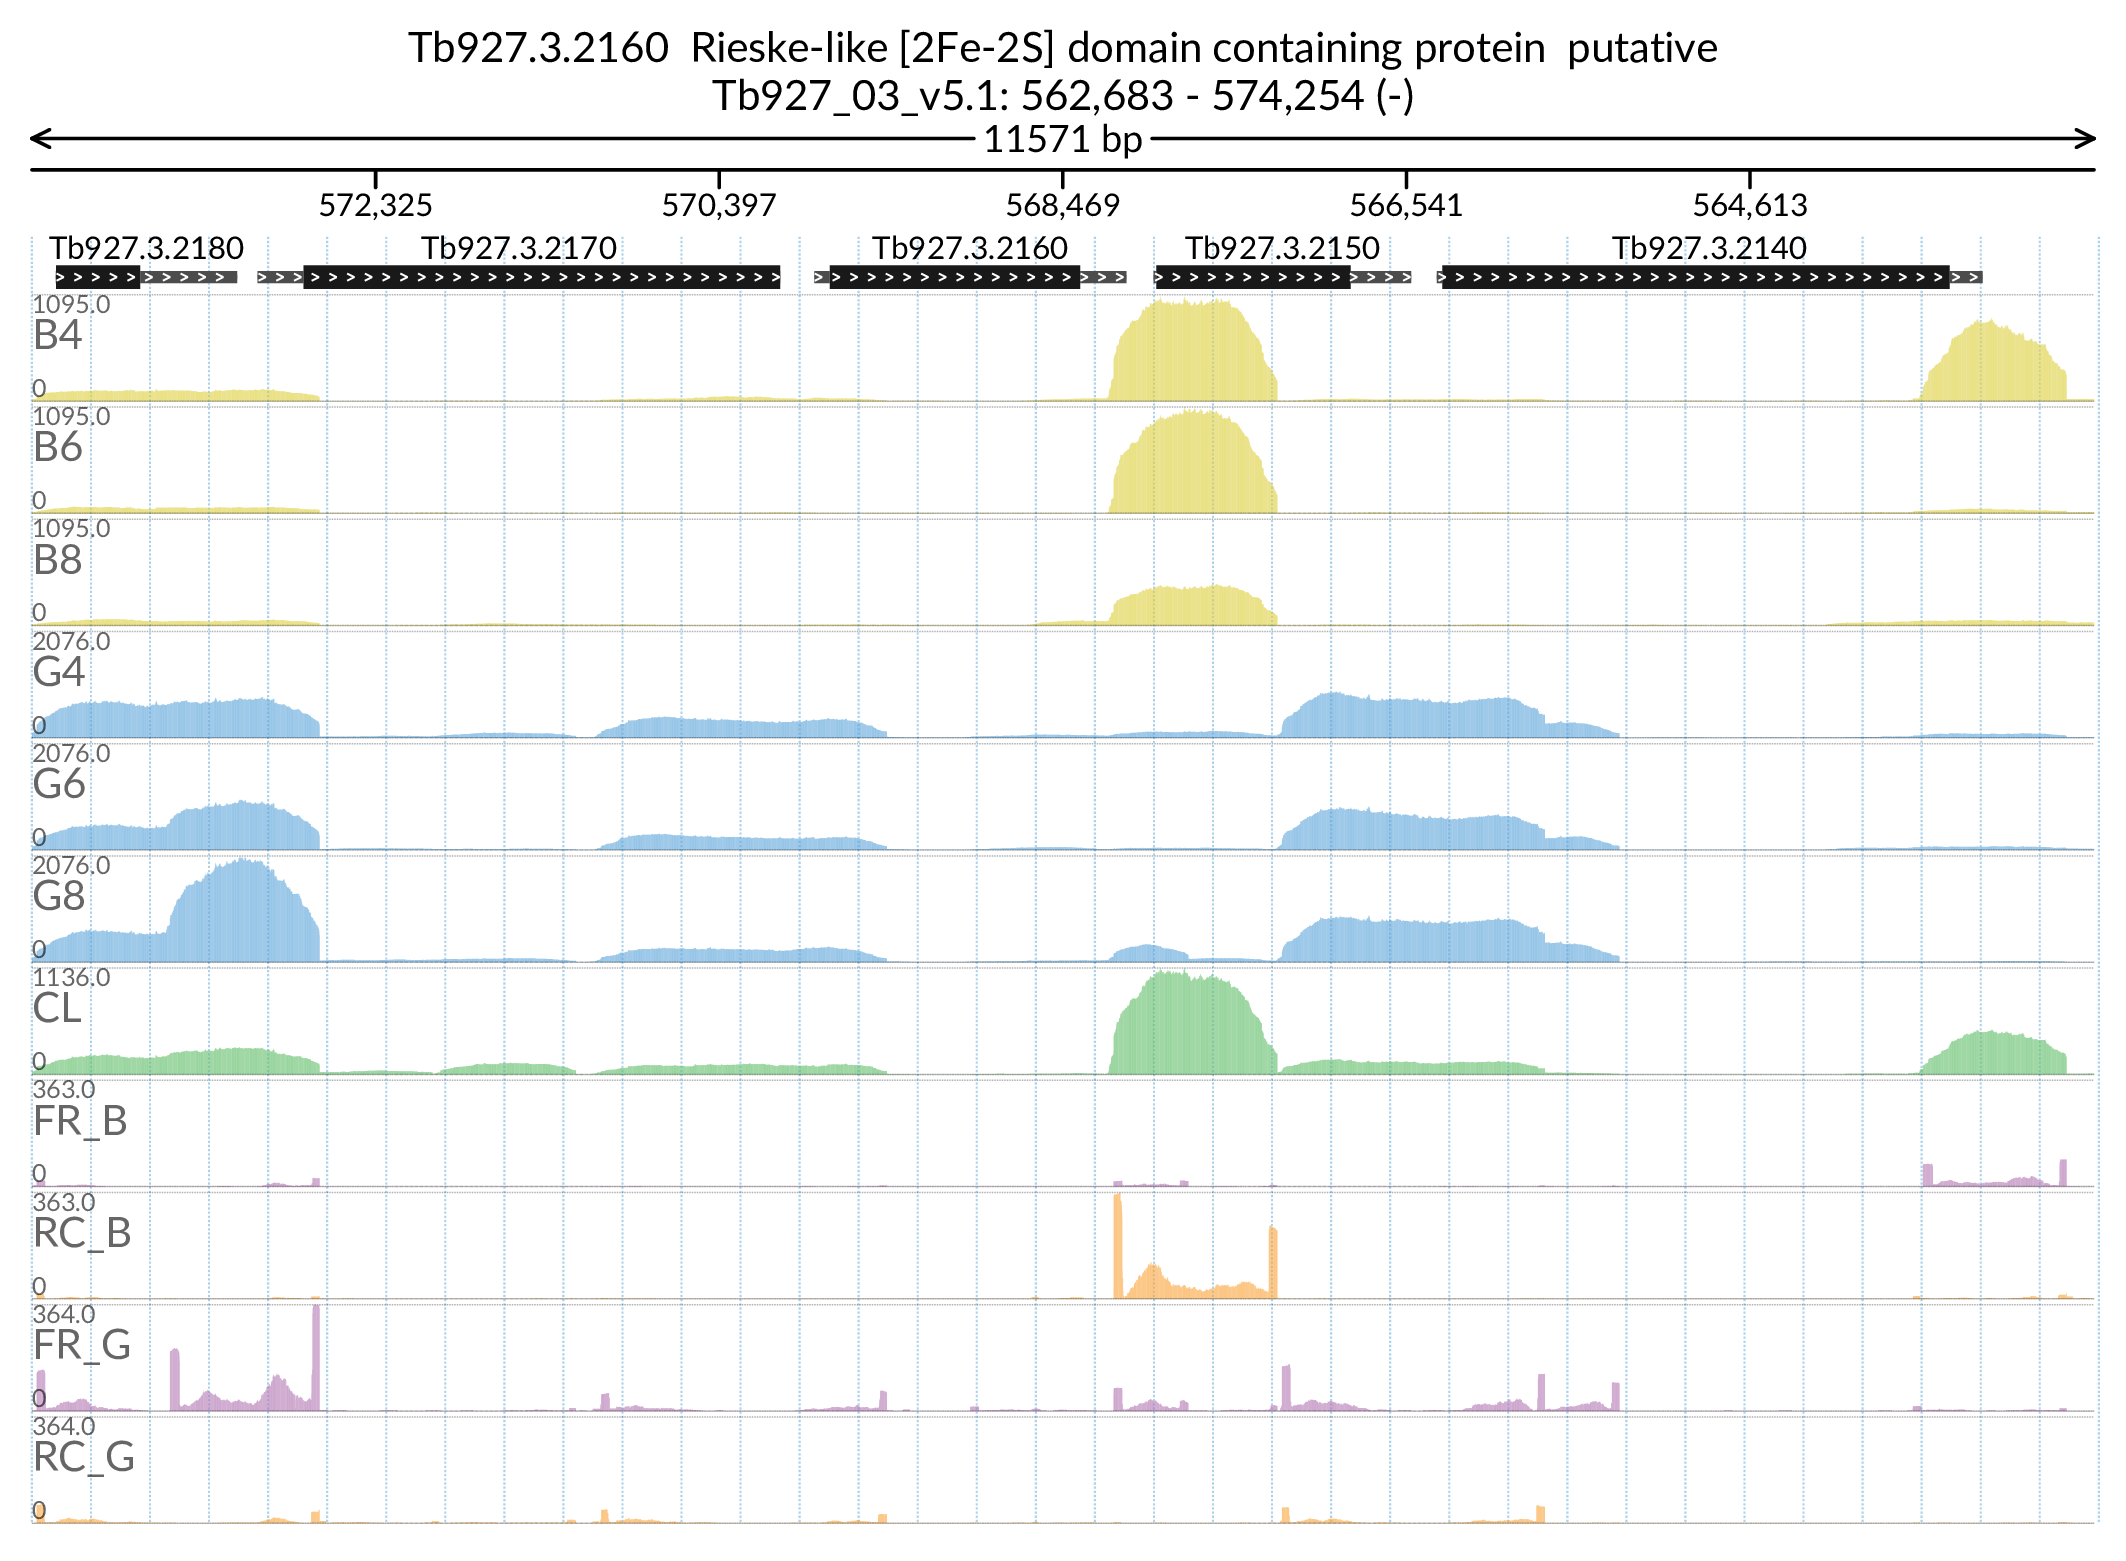 Tb927.3.2160  Rieske-like [2Fe-2S] domain containing protein  putative
Tb927_03_v5.1: 562,683 - 574,254 (-)
11571 bp
572,325 570,397 568,469 566,541 564,613
Tb927.3.2180 Tb927.3.2170 Tb927.3.2160 Tb927.3.2150 Tb927.3.2140
1095.0
B4
0
1095.0
B6
0
1095.0
B8
0
2076.0
G4
0
2076.0
G6
0
2076.0
G8
0
1136.0
CL
0
363.0
FR_B
0
363.0
RC_B
0
364.0
FR_G
0
364.0
RC_G
0